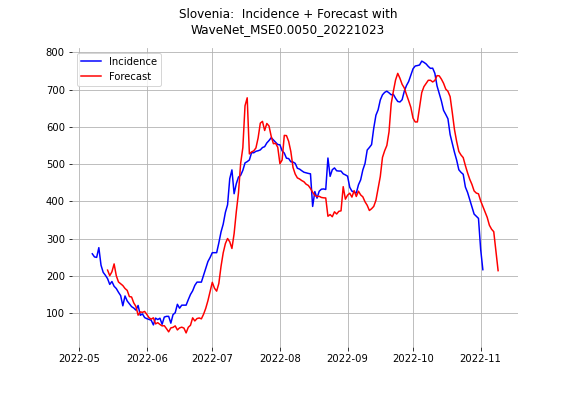 Slovenia:  Incidence + Forecast with
WaveNet_MSE0.0050_20221023
800
700
600
500
400
300
200
100
Incidence
Forecast
2022-05 2022-06 2022-07 2022-08 2022-09 2022-10 2022-11